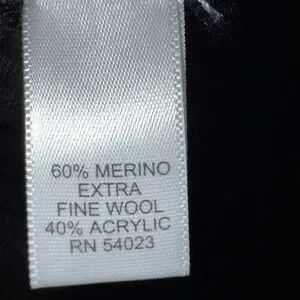 60% MERINO
EXTRA
FINE WOOL
40% ACRYLIC
RN 54023